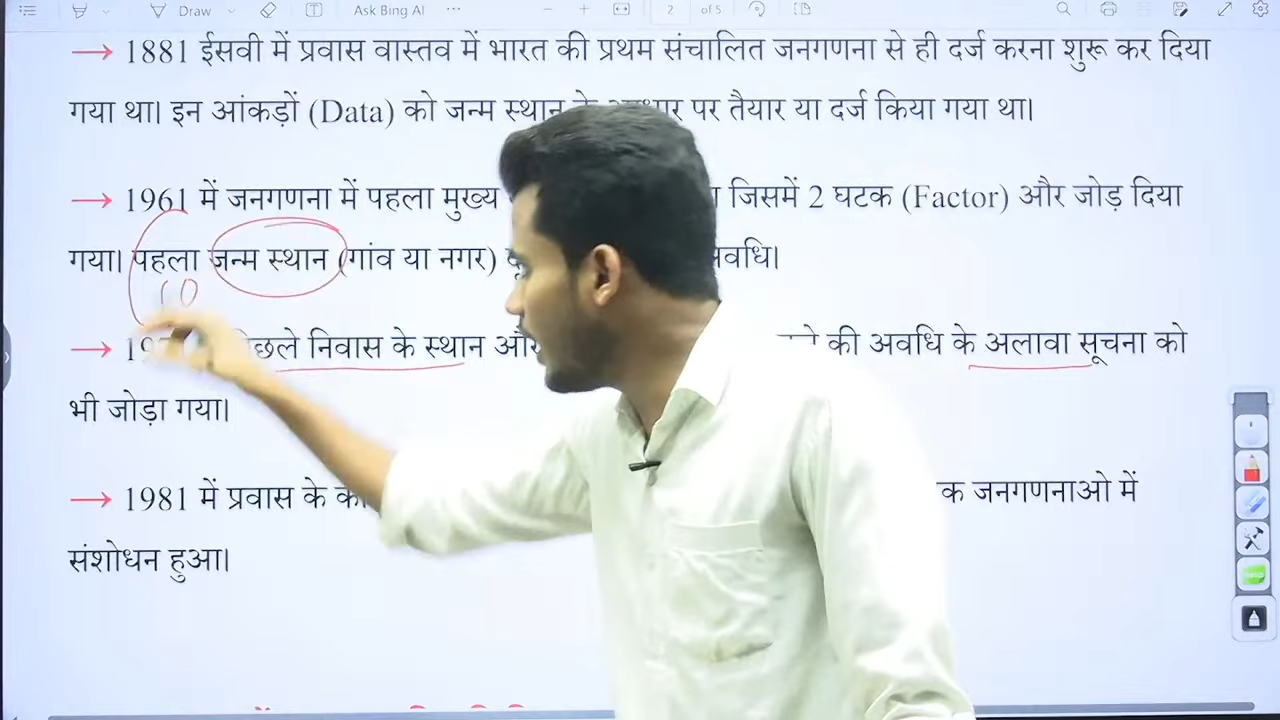 Draw
Ask Bing AI
2 of 5
→ 1881 ईसवी में प्रवास वास्तव में भारत की प्रथम संचालित जनगणना से ही दर्ज करना शुरू कर दिया
गया था। इन आंकड़ों (Data) को जन्म स्थान पर तैयार या दर्ज किया गया था।
→ 1961 में जनगणना में पहला मुख्य जिसमें 2 घटक (Factor) और जोड़ दिया
गया। पहला जन्म स्थान (गांव या नगर) अवधि।
10
→ निवास के स्थान और की अवधि के अलावा सूचना को
भी जोड़ा गया।
→ 1981 में प्रवास के जनगणनाओ में
संशोधन हुआ।